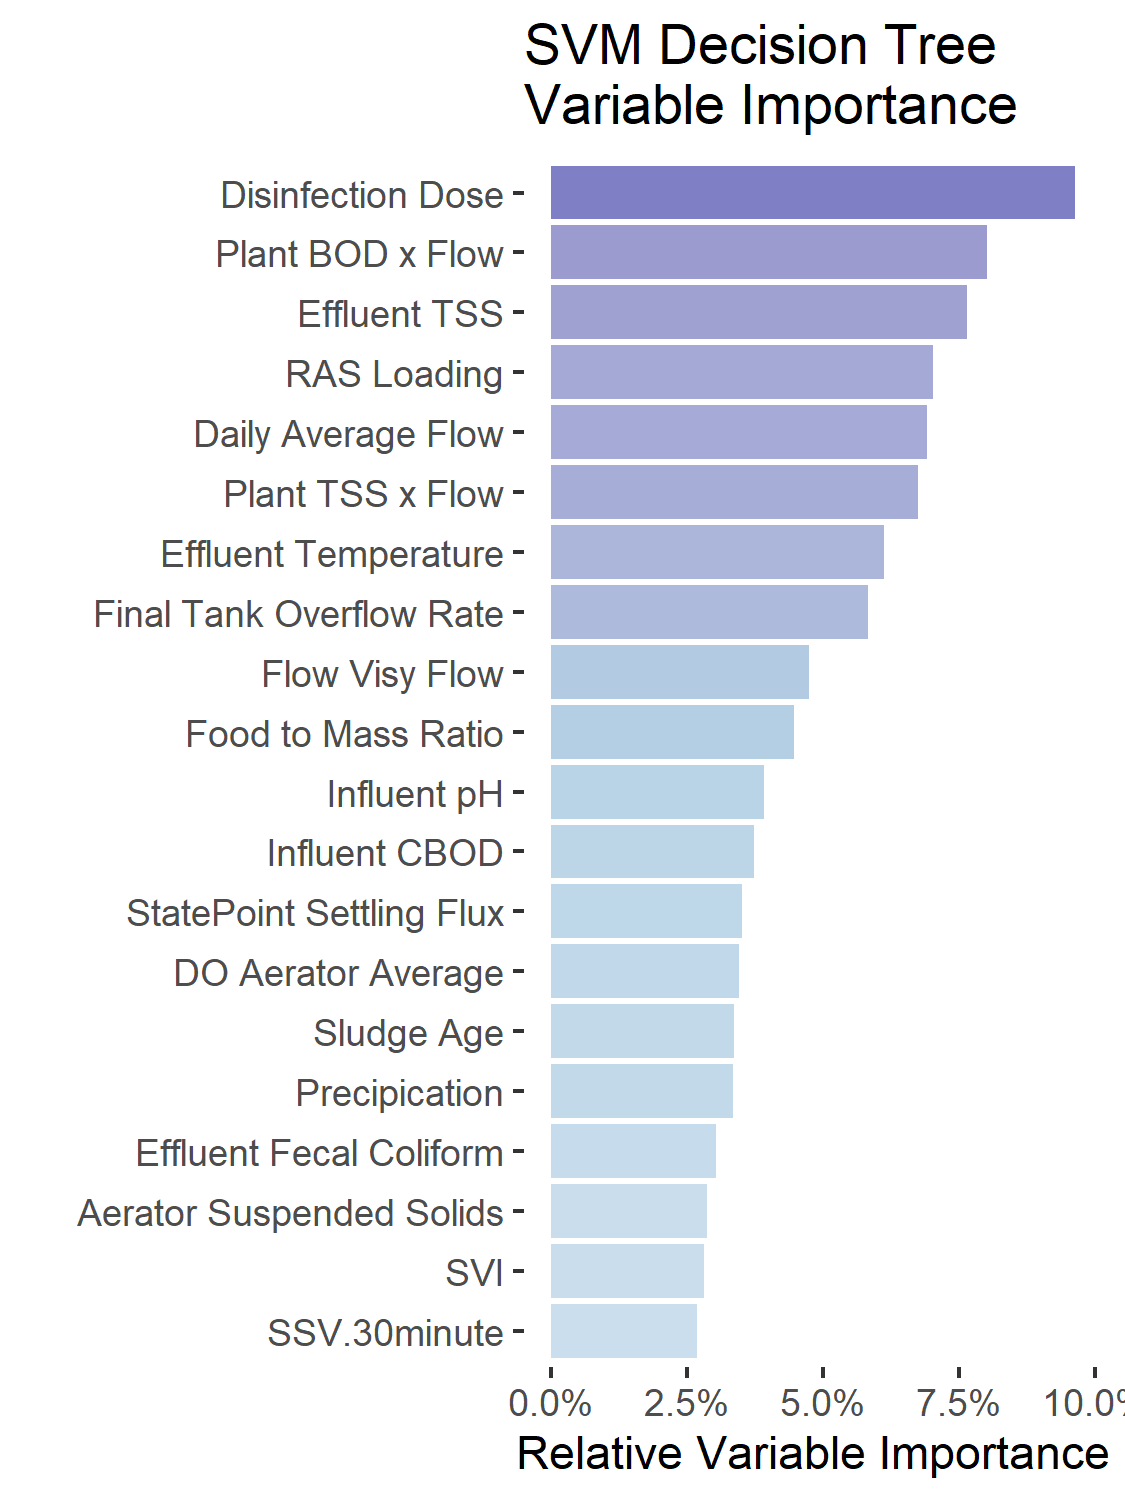 SVM Decision Tree
Variable Importance
Disinfection Dose
Plant BOD x Flow
Effluent TSS
RAS Loading
Daily Average Flow
Plant TSS x Flow
Effluent Temperature
Final Tank Overflow Rate
Flow Visy Flow
Food to Mass Ratio
Influent pH
Influent CBOD
StatePoint Settling Flux
DO Aerator Average
Sludge Age
Precipication
Effluent Fecal Coliform
Aerator Suspended Solids
SVI
SSV.30minute
0.0% 2.5% 5.0% 7.5% 10.0%
Relative Variable Importance